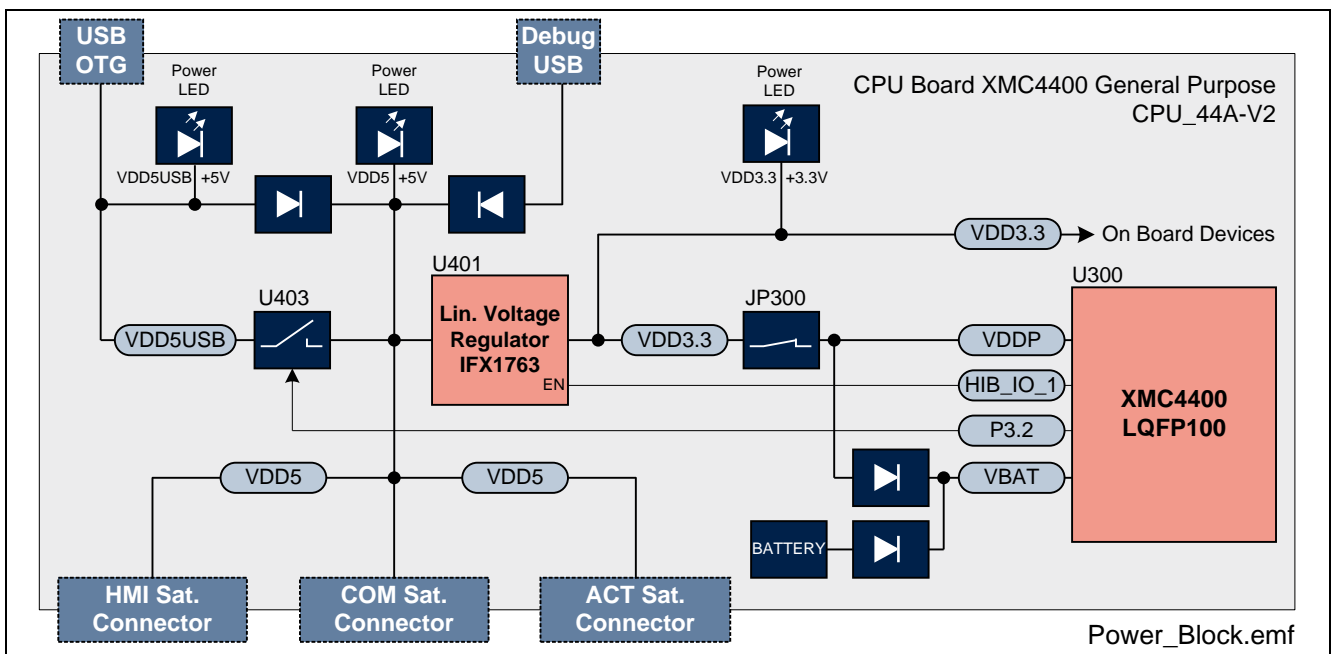 USB
OTG
Debug
USB
Power
LED
Power
LED
Power
LED
CPU Board XMC4400 General Purpose
CPU_44A-V2
VDD5USB +5V
VDD5 +5V
VDD3.3 +3.3V
VDD3.3
On Board Devices
U401
U300
U403
JP300
Lin. Voltage
Regulator
IFX1763
EN
VDD5USB
VDD3.3
VDDP
HIB_IO_1
P3.2
VBAT
XMC4400
LQFP100
VDD5
VDD5
BATTERY
HMI Sat.
Connector
COM Sat.
Connector
ACT Sat.
Connector
Power_Block.emf